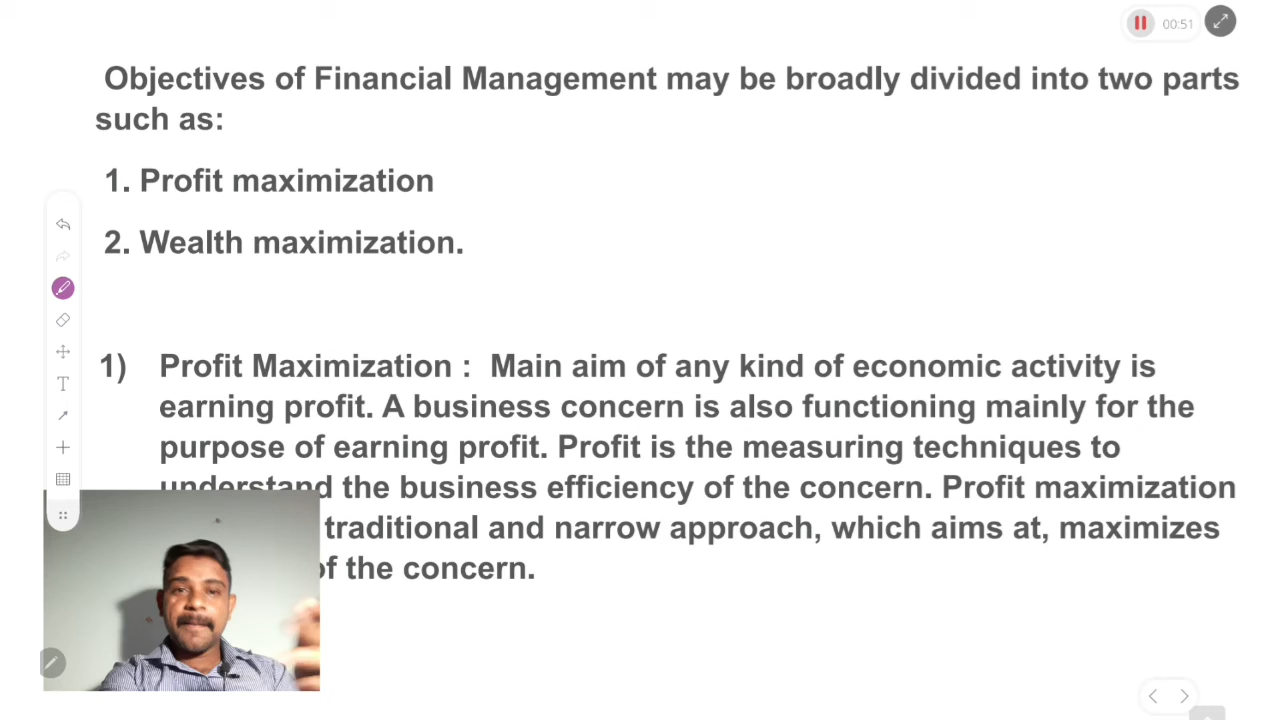 00:51
Objectives of Financial Management may be broadly divided into two parts
such as:
1. Profit maximization
2. Wealth maximization.
1) Profit Maximization : Main aim of any kind of economic activity is
earning profit. A business concern is also functioning mainly for the
purpose of earning profit. Profit is the measuring techniques to
understand the business efficiency of the concern. Profit maximization
traditional and narrow approach, which aims at, maximizes
of the concern.
T